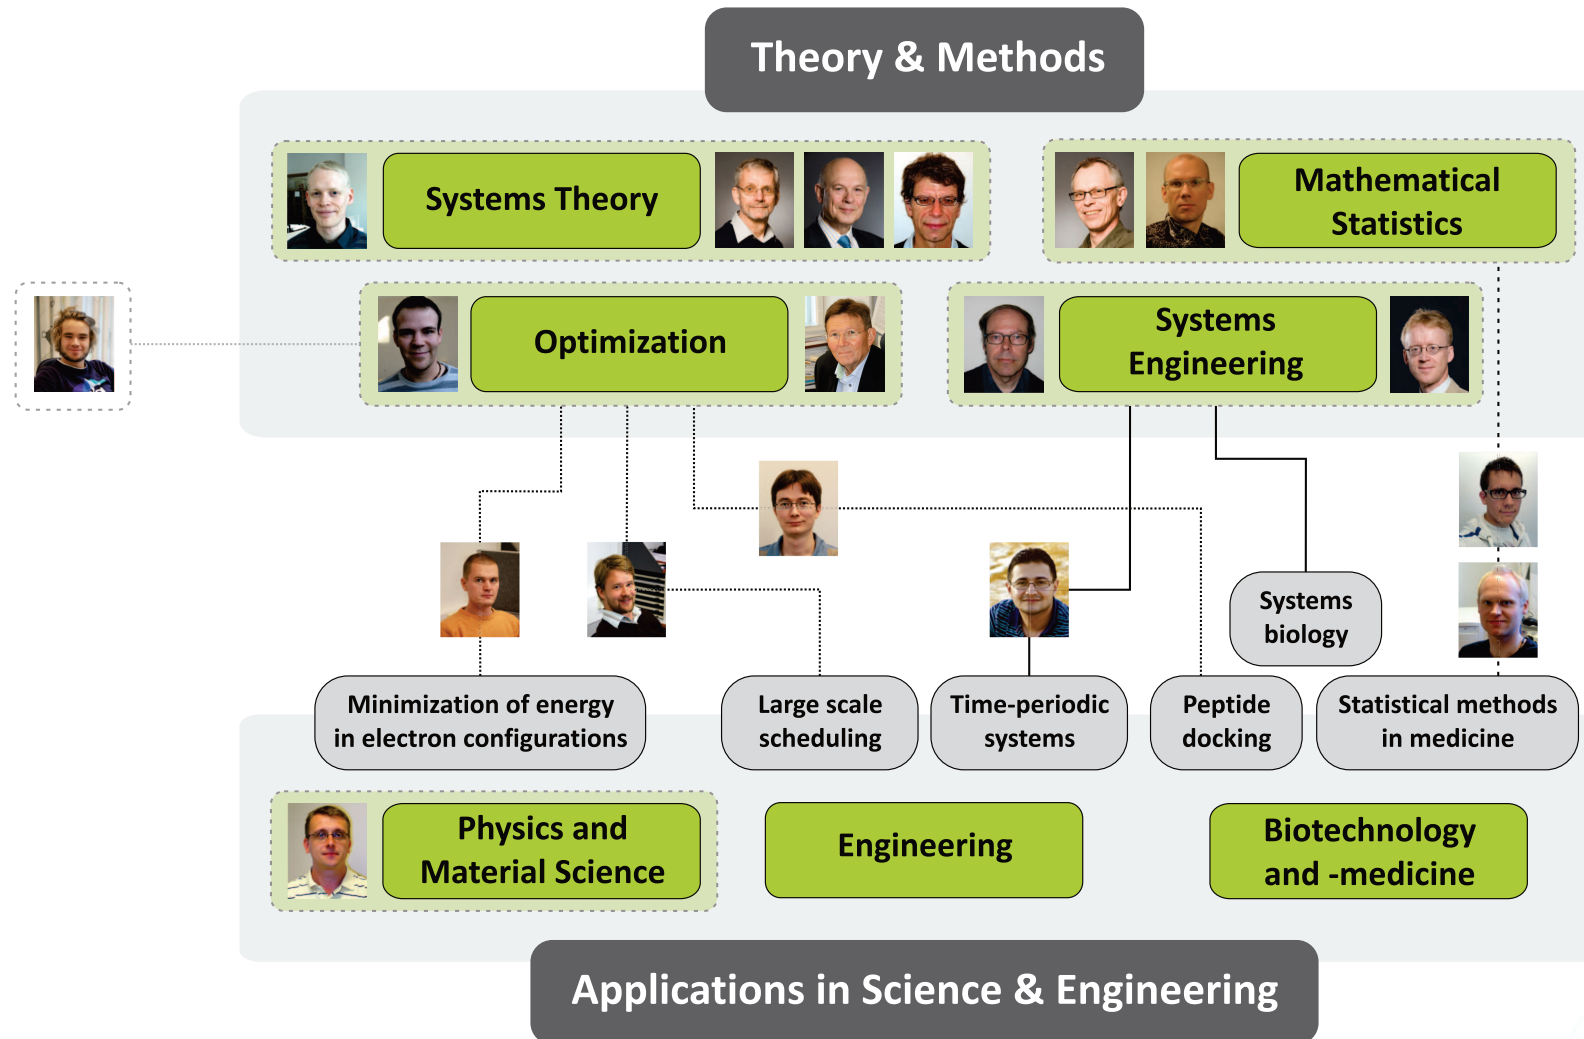 Theory & Methods
Systems Theory
Mathematical
Statistics
Optimization
Systems
Engineering
Systems
biology
Minimization of energy
in electron configurations
Large scale
scheduling
Time-periodic
systems
Peptide
docking
Statistical methods
in medicine
Physics and
Material Science
Engineering
Biotechnology
and -medicine
Applications in Science & Engineering